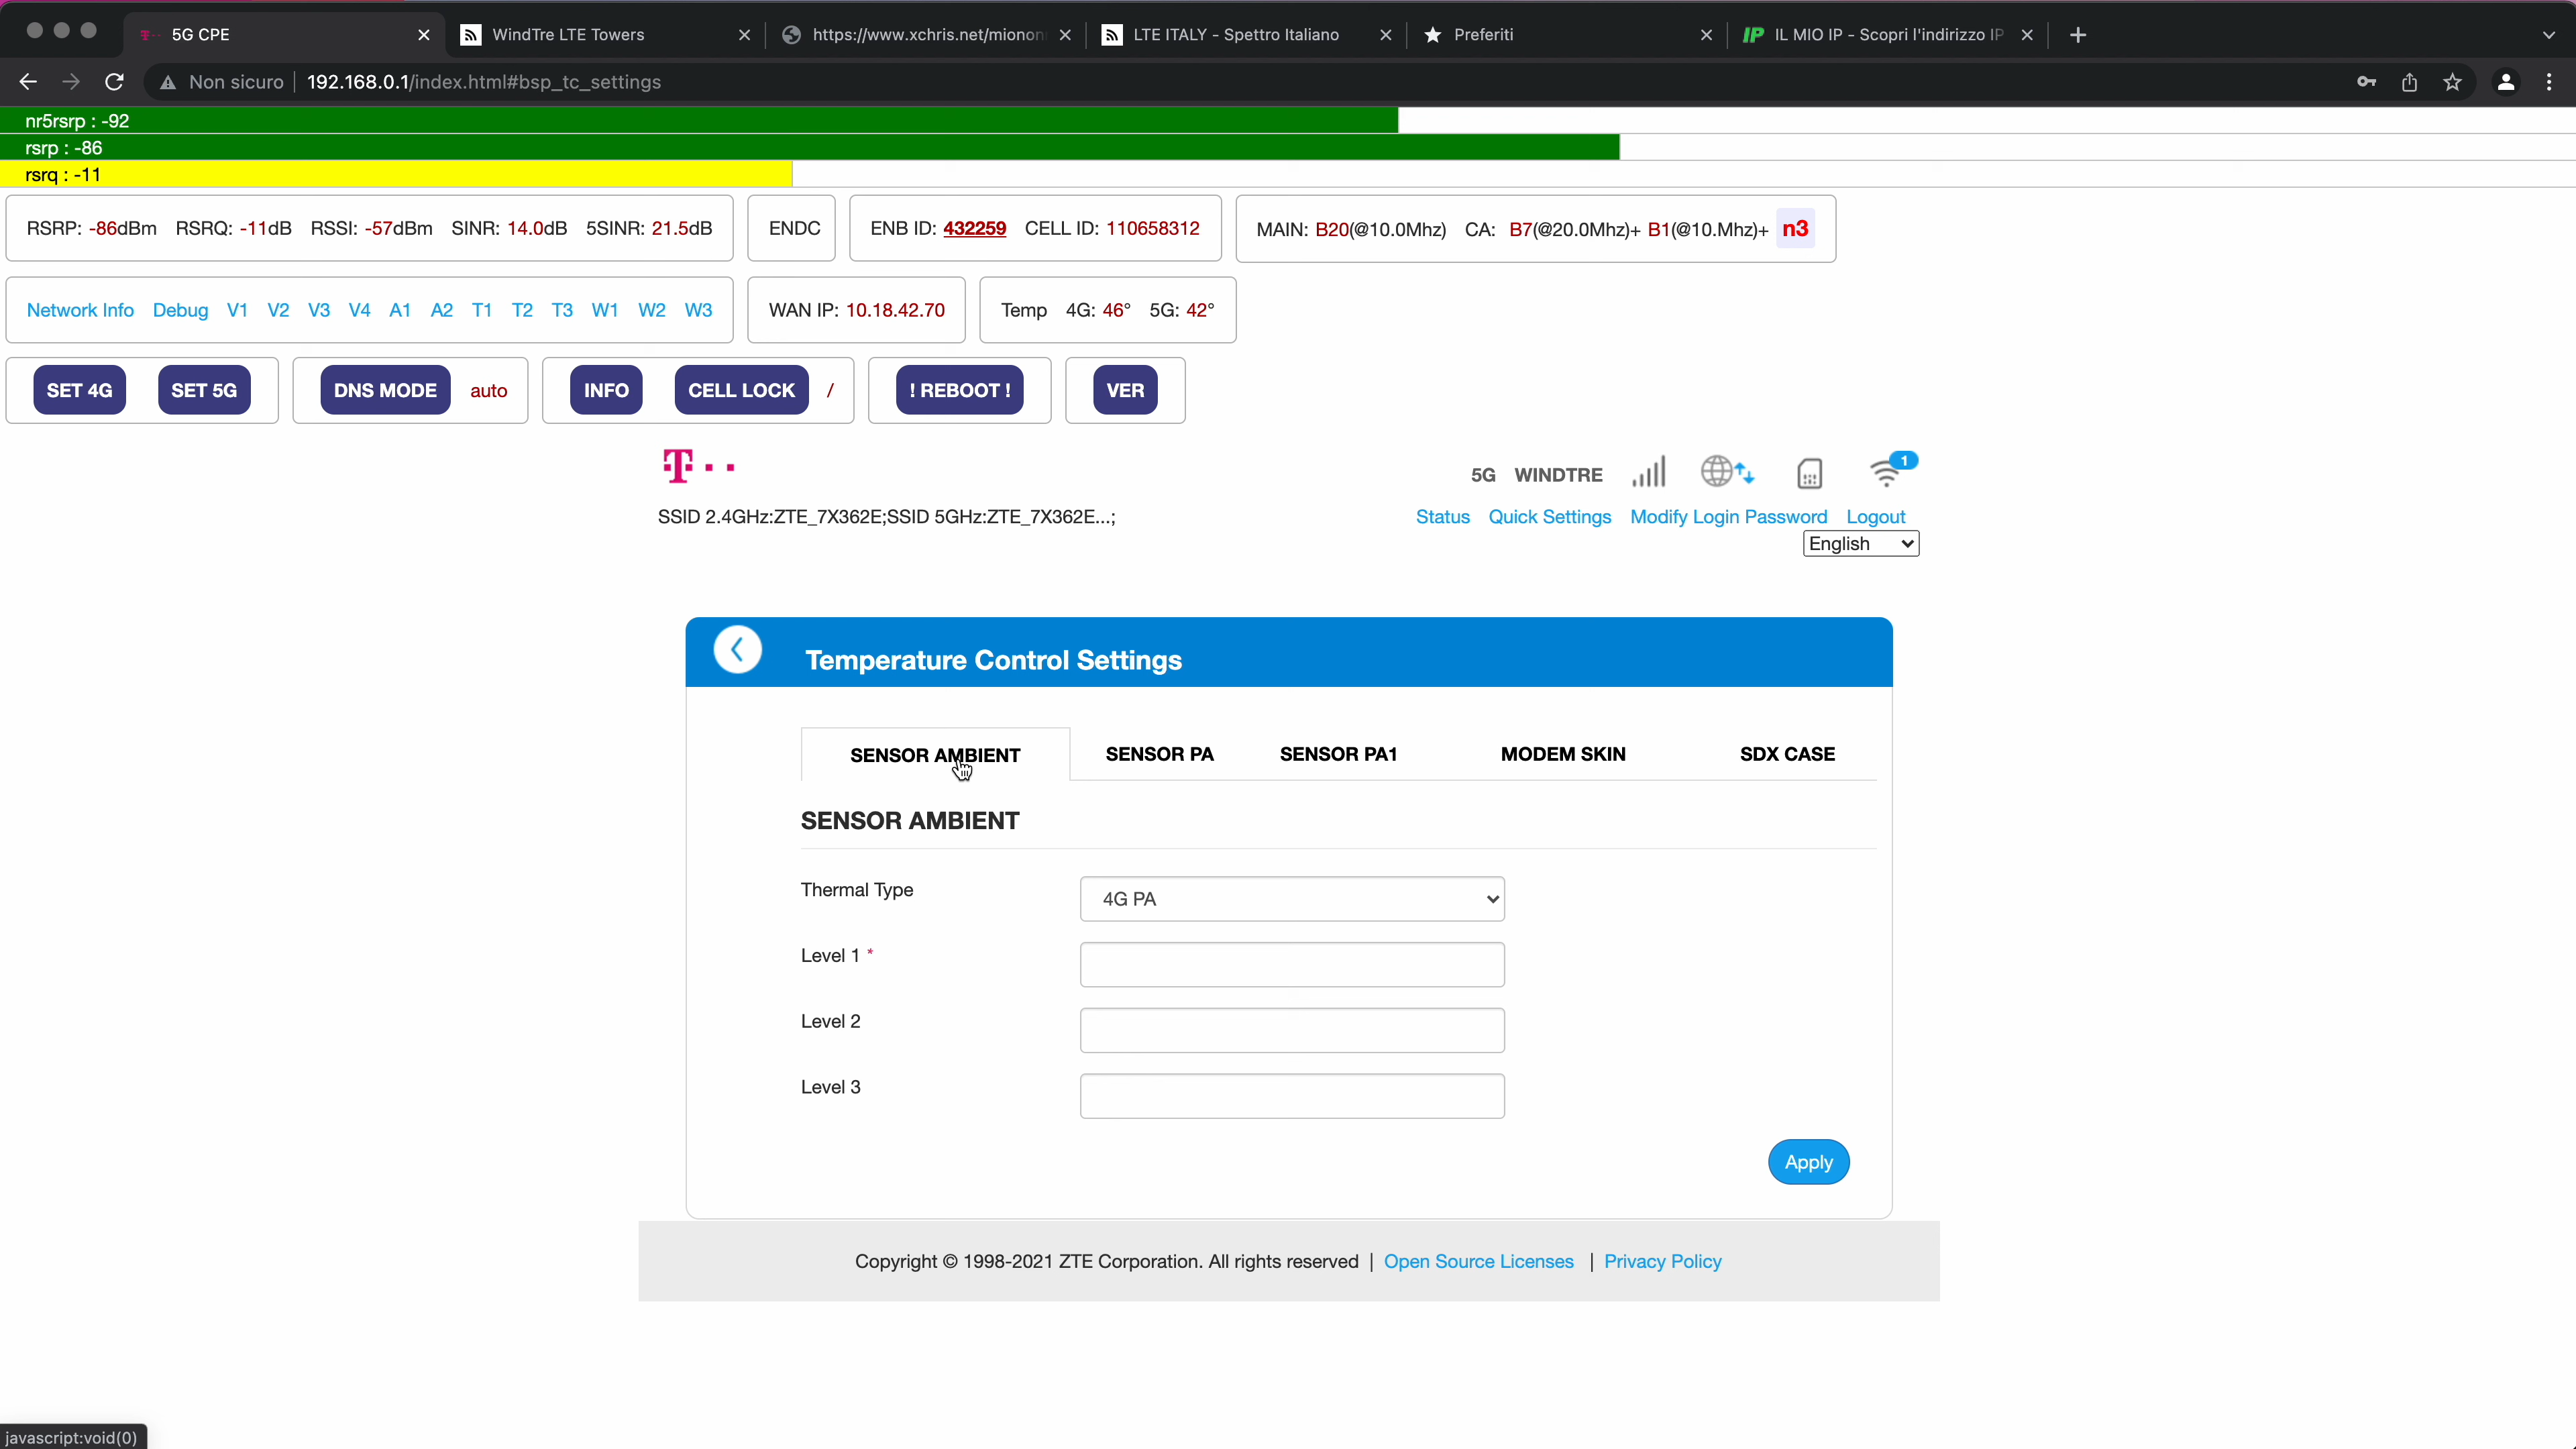 5G CPE
WindTre LTE Towers
https://www.xchris.net/mionon
LTE ITALY - Spettro Italiano
Preferiti
IL MIO IP - Scopri l'indirizzo IP
Non sicuro
192.168.0.1/index.html#bsp_tc_settings
nr5rsrp : -92
rsrp : -86
rsrq : -11
RSRP: -86dBm RSRQ: -11dB RSSI: -57dBm SINR: 14.0dB 5SINR: 21.5dB
ENDC
ENB ID: 432259 CELL ID: 110658312
MAIN: B20(@10.0Mhz) CA: B7(@20.0Mhz)+ B1(@10.Mhz)+ n3
Network Info Debug V1 V2 V3 V4 A1 A2 T1 T2 T3 W1 W2 W3
WAN IP: 10.18.42.70
Temp 4G: 46° 5G: 42°
SET 4G SET 5G
DNS MODE auto
INFO CELL LOCK /
! REBOOT !
VER
T
5G WINDTRE
1
SSID 2.4GHz:ZTE_7X362E;SSID 5GHz:ZTE_7X362E...;
Status Quick Settings Modify Login Password Logout
English
Temperature Control Settings
SENSOR AMBIENT SENSOR PA SENSOR PA1 MODEM SKIN SDX CASE
SENSOR AMBIENT
Thermal Type
4G PA
Level 1 *
Level 2
Level 3
Apply
Copyright © 1998-2021 ZTE Corporation. All rights reserved | Open Source Licenses | Privacy Policy
javascript:void(0)